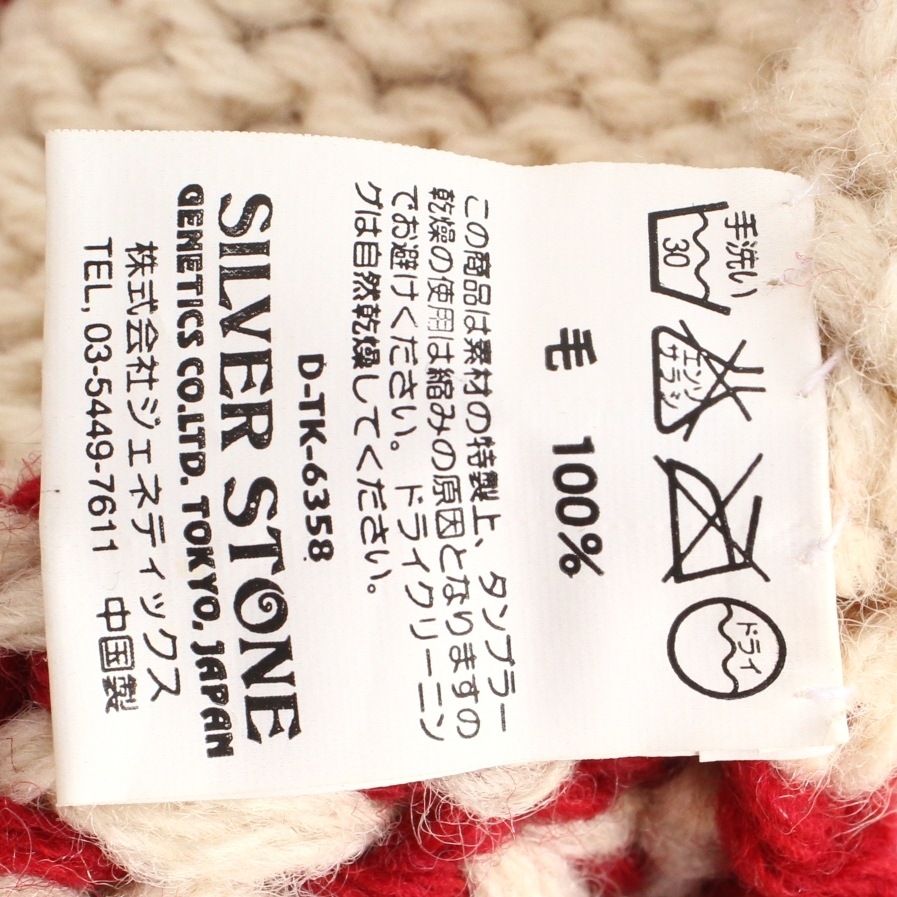 手洗い
30
エンソ
サラシ
ドライ
毛 100%
この商品は素材の特製上、タンブラー
乾燥の使用は縮みの原因となりますの
でお避けください。ドライクリーニン
グは自然乾燥してください。
D-TK-6358
SILVER STONE
GENETICS CO.LTD. TOKYO, JAPAN
株式会社ジェネティックス
TEL, 03-5449-7611 中国製